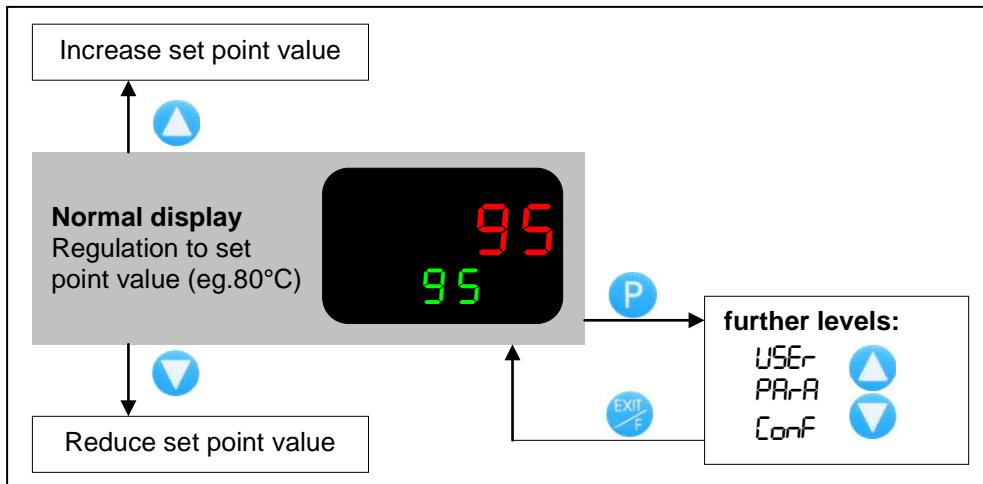 Increase set point value
Normal display
Regulation to set
point value (eg.80°C)
95
95
P
further levels:
USEr
PArA
ConF
EXIT/F
Reduce set point value